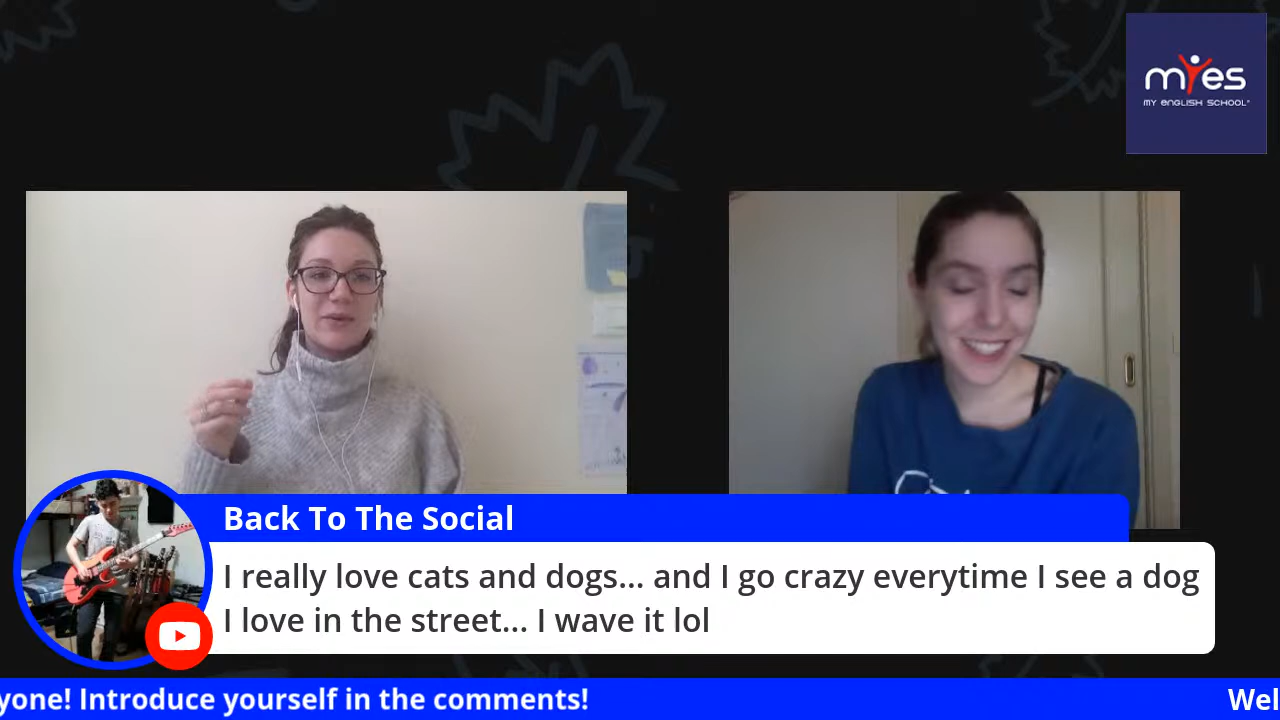 myes
MY ENGLISH SCHOOL
Back To The Social
I really love cats and dogs... and I go crazy everytime I see a dog
I love in the street... I wave it lol
yone! Introduce yourself in the comments!
Wel